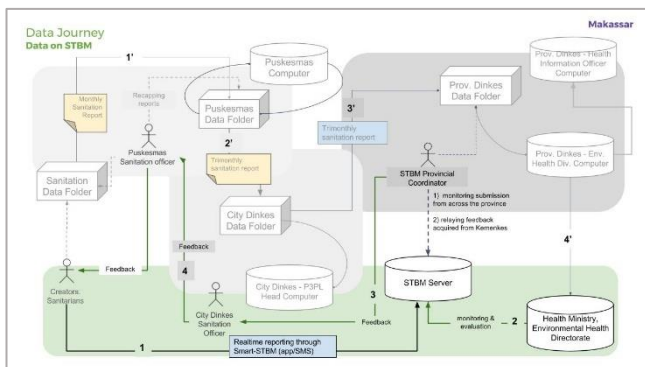 Data Journey
Data on STBM
Makassar
1'
Monthly
Sanitation
Report
Recapping
reports
Puskesmas
Sanitation officer
Sanitation
Data Folder
Puskesmas
Computer
Puskesmas
Data Folder
2'
Trimonthly
sanitation report
City Dinkes
Data Folder
City Dinkes - P3PL
Head Computer
3'
Trimonthly
sanitation report
Prov. Dinkes
Data Folder
Prov. Dinkes - Health
Information Officer
Computer
Prov. Dinkes - Env.
Health Div. Computer
STBM Provincial
Coordinator
1) monitoring submission
from across the province
2) relaying feedback
acquired from Kemenkes
4'
Feedback
Creators:
Sanitarians
Feedback
4
City Dinkes
Sanitation
Officer
Feedback
3
STBM Server
monitoring &
evaluation
2
Health Ministry,
Environmental Health
Directorate
1
Realtime reporting through
Smart-STBM (app/SMS)